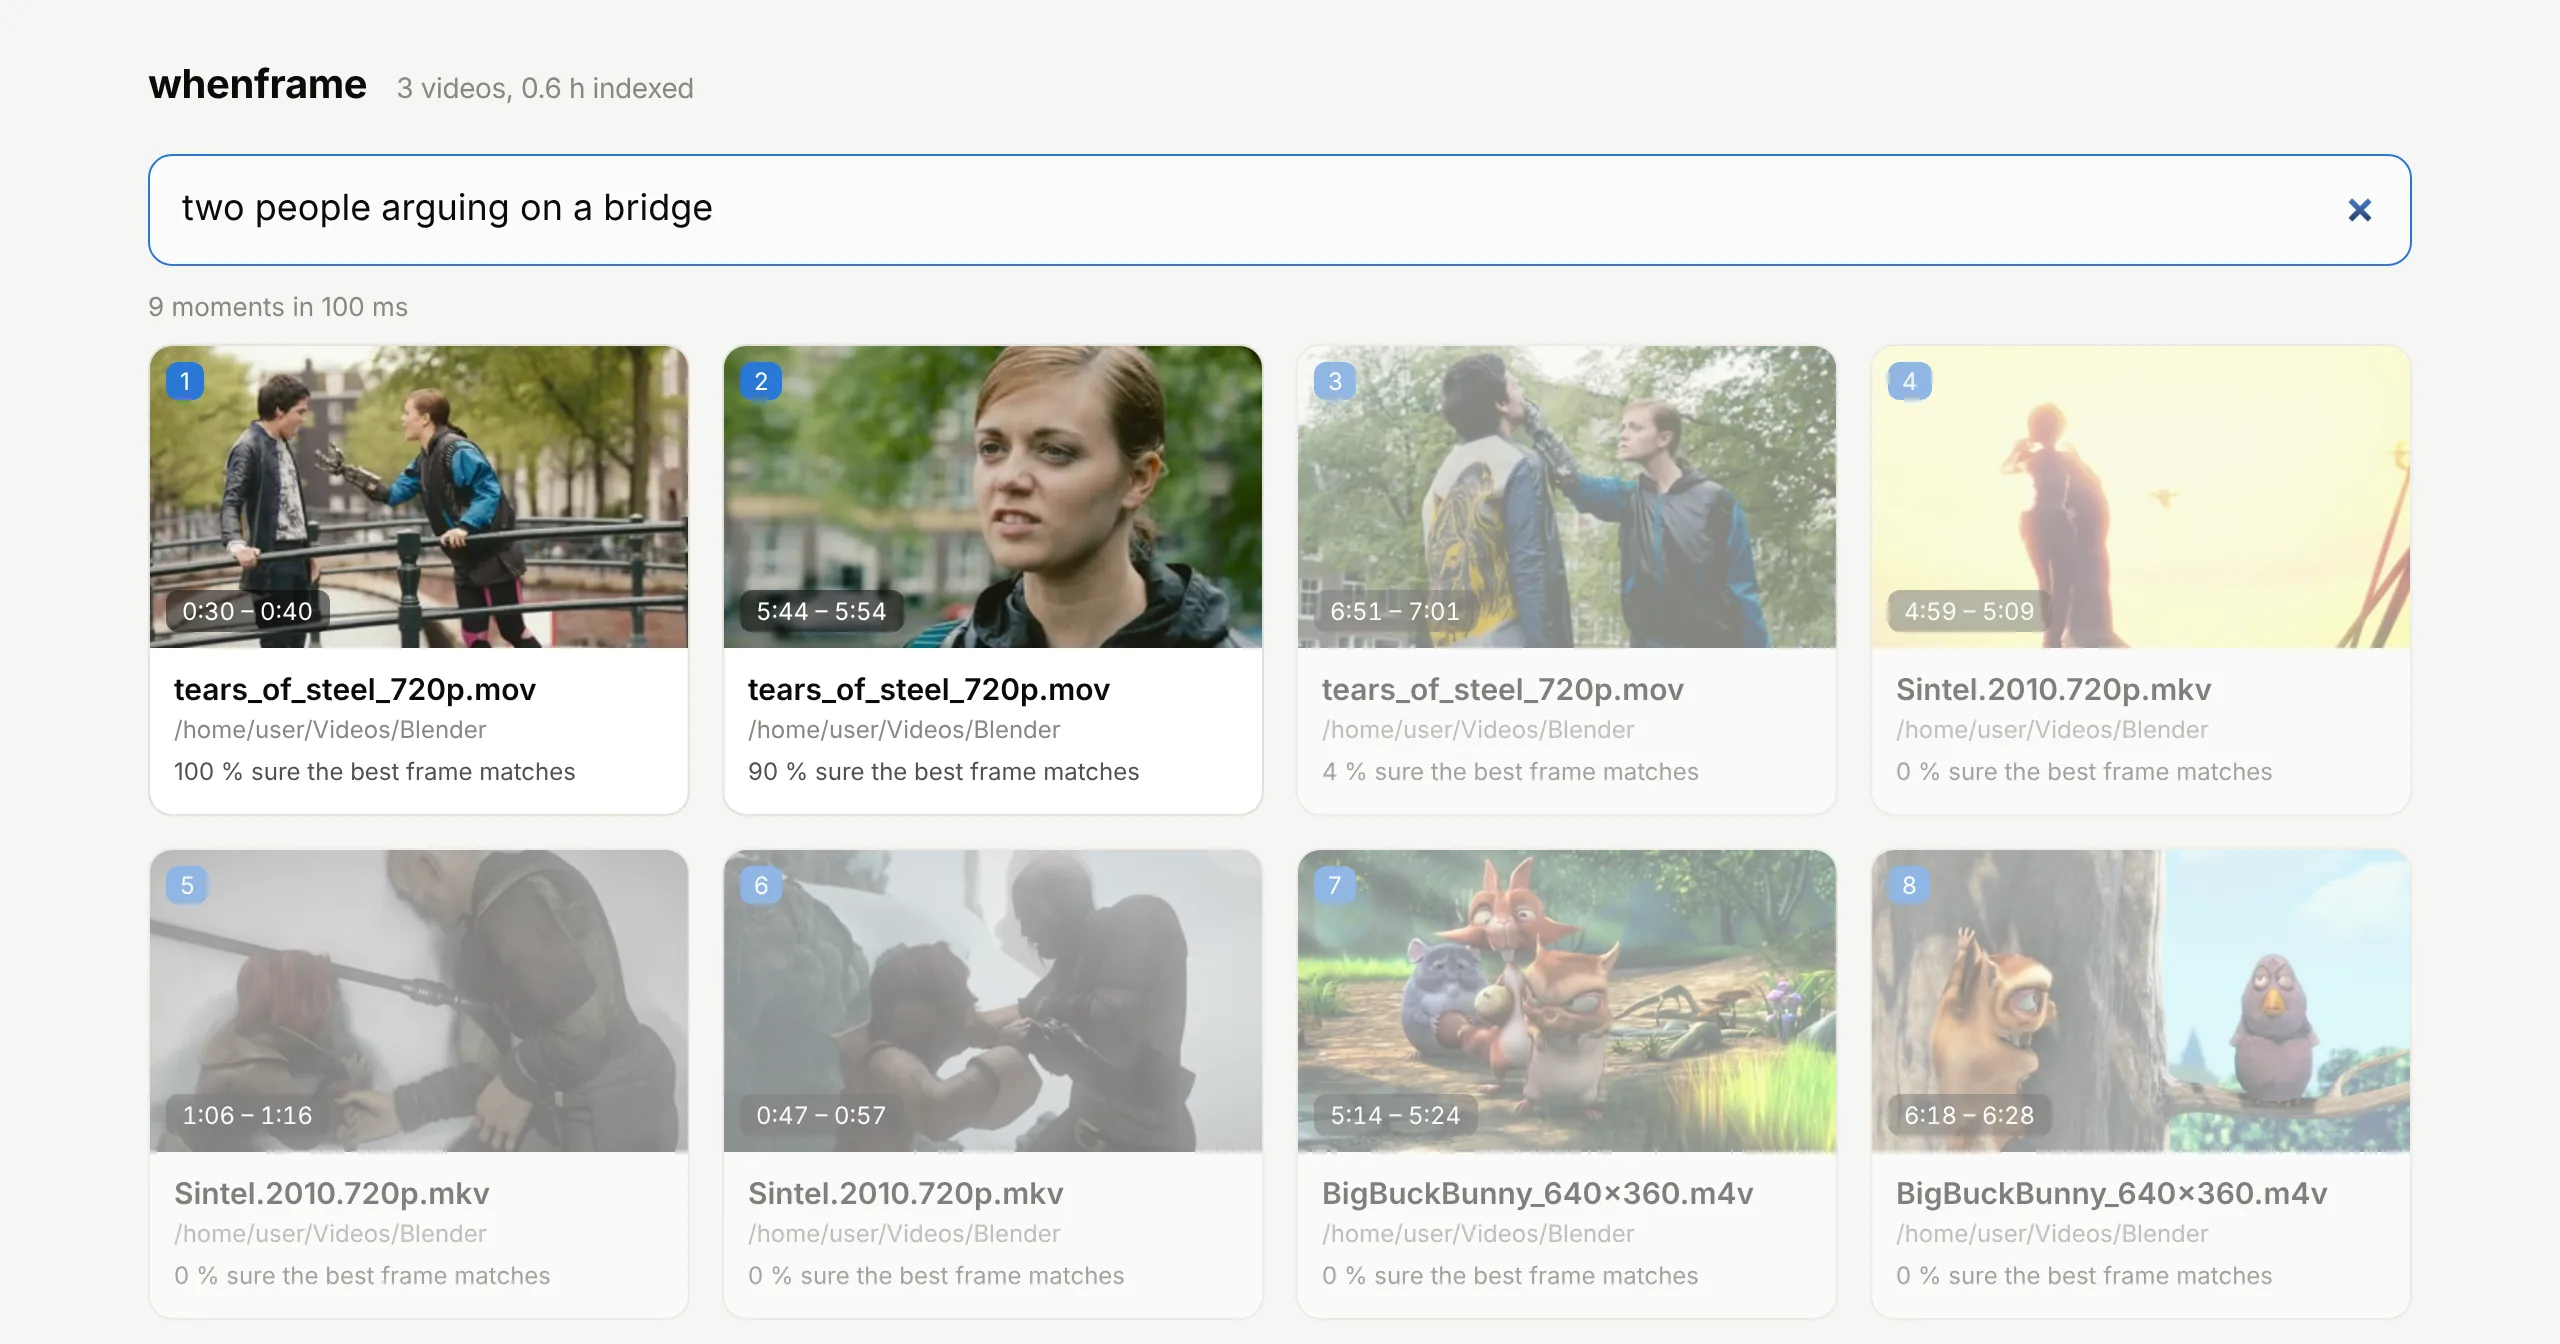 whenframe 3 videos, 0.6 h indexed
two people arguing on a bridge
9 moments in 100 ms
1
0:30 – 0:40
tears_of_steel_720p.mov
/home/user/Videos/Blender
100 % sure the best frame matches
2
5:44 – 5:54
tears_of_steel_720p.mov
/home/user/Videos/Blender
90 % sure the best frame matches
3
6:51 – 7:01
tears_of_steel_720p.mov
/home/user/Videos/Blender
4 % sure the best frame matches
4
4:59 – 5:09
Sintel.2010.720p.mkv
/home/user/Videos/Blender
0 % sure the best frame matches
5
1:06 – 1:16
Sintel.2010.720p.mkv
/home/user/Videos/Blender
0 % sure the best frame matches
6
0:47 – 0:57
Sintel.2010.720p.mkv
/home/user/Videos/Blender
0 % sure the best frame matches
7
5:14 – 5:24
BigBuckBunny_640×360.m4v
/home/user/Videos/Blender
0 % sure the best frame matches
8
6:18 – 6:28
BigBuckBunny_640×360.m4v
/home/user/Videos/Blender
0 % sure the best frame matches